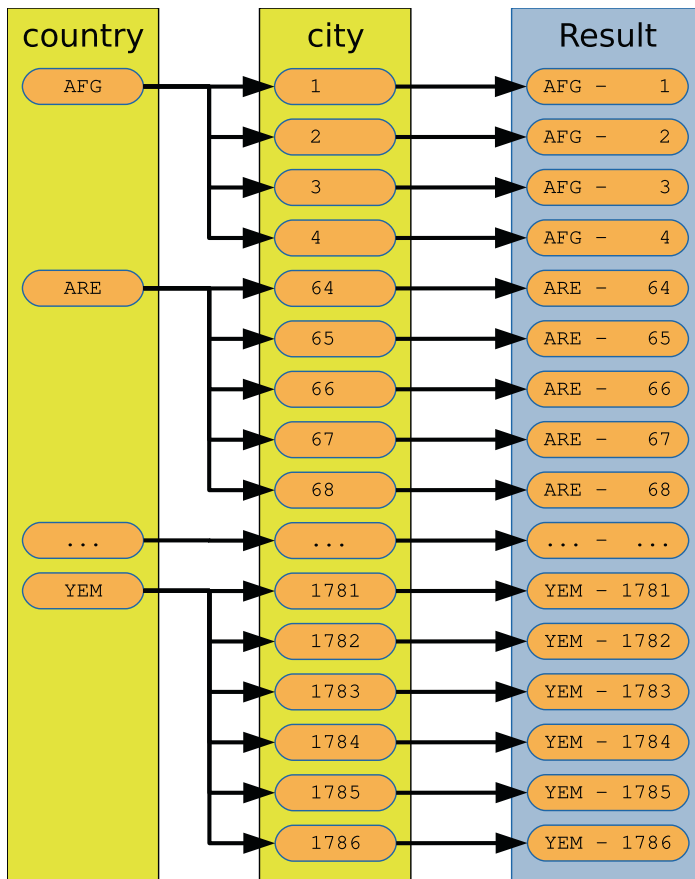 country city Result
AFG 1 AFG - 1
2 AFG - 2
3 AFG - 3
4 AFG - 4
ARE 64 ARE - 64
65 ARE - 65
66 ARE - 66
67 ARE - 67
68 ARE - 68
... ... ... - ...
YEM 1781 YEM - 1781
1782 YEM - 1782
1783 YEM - 1783
1784 YEM - 1784
1785 YEM - 1785
1786 YEM - 1786